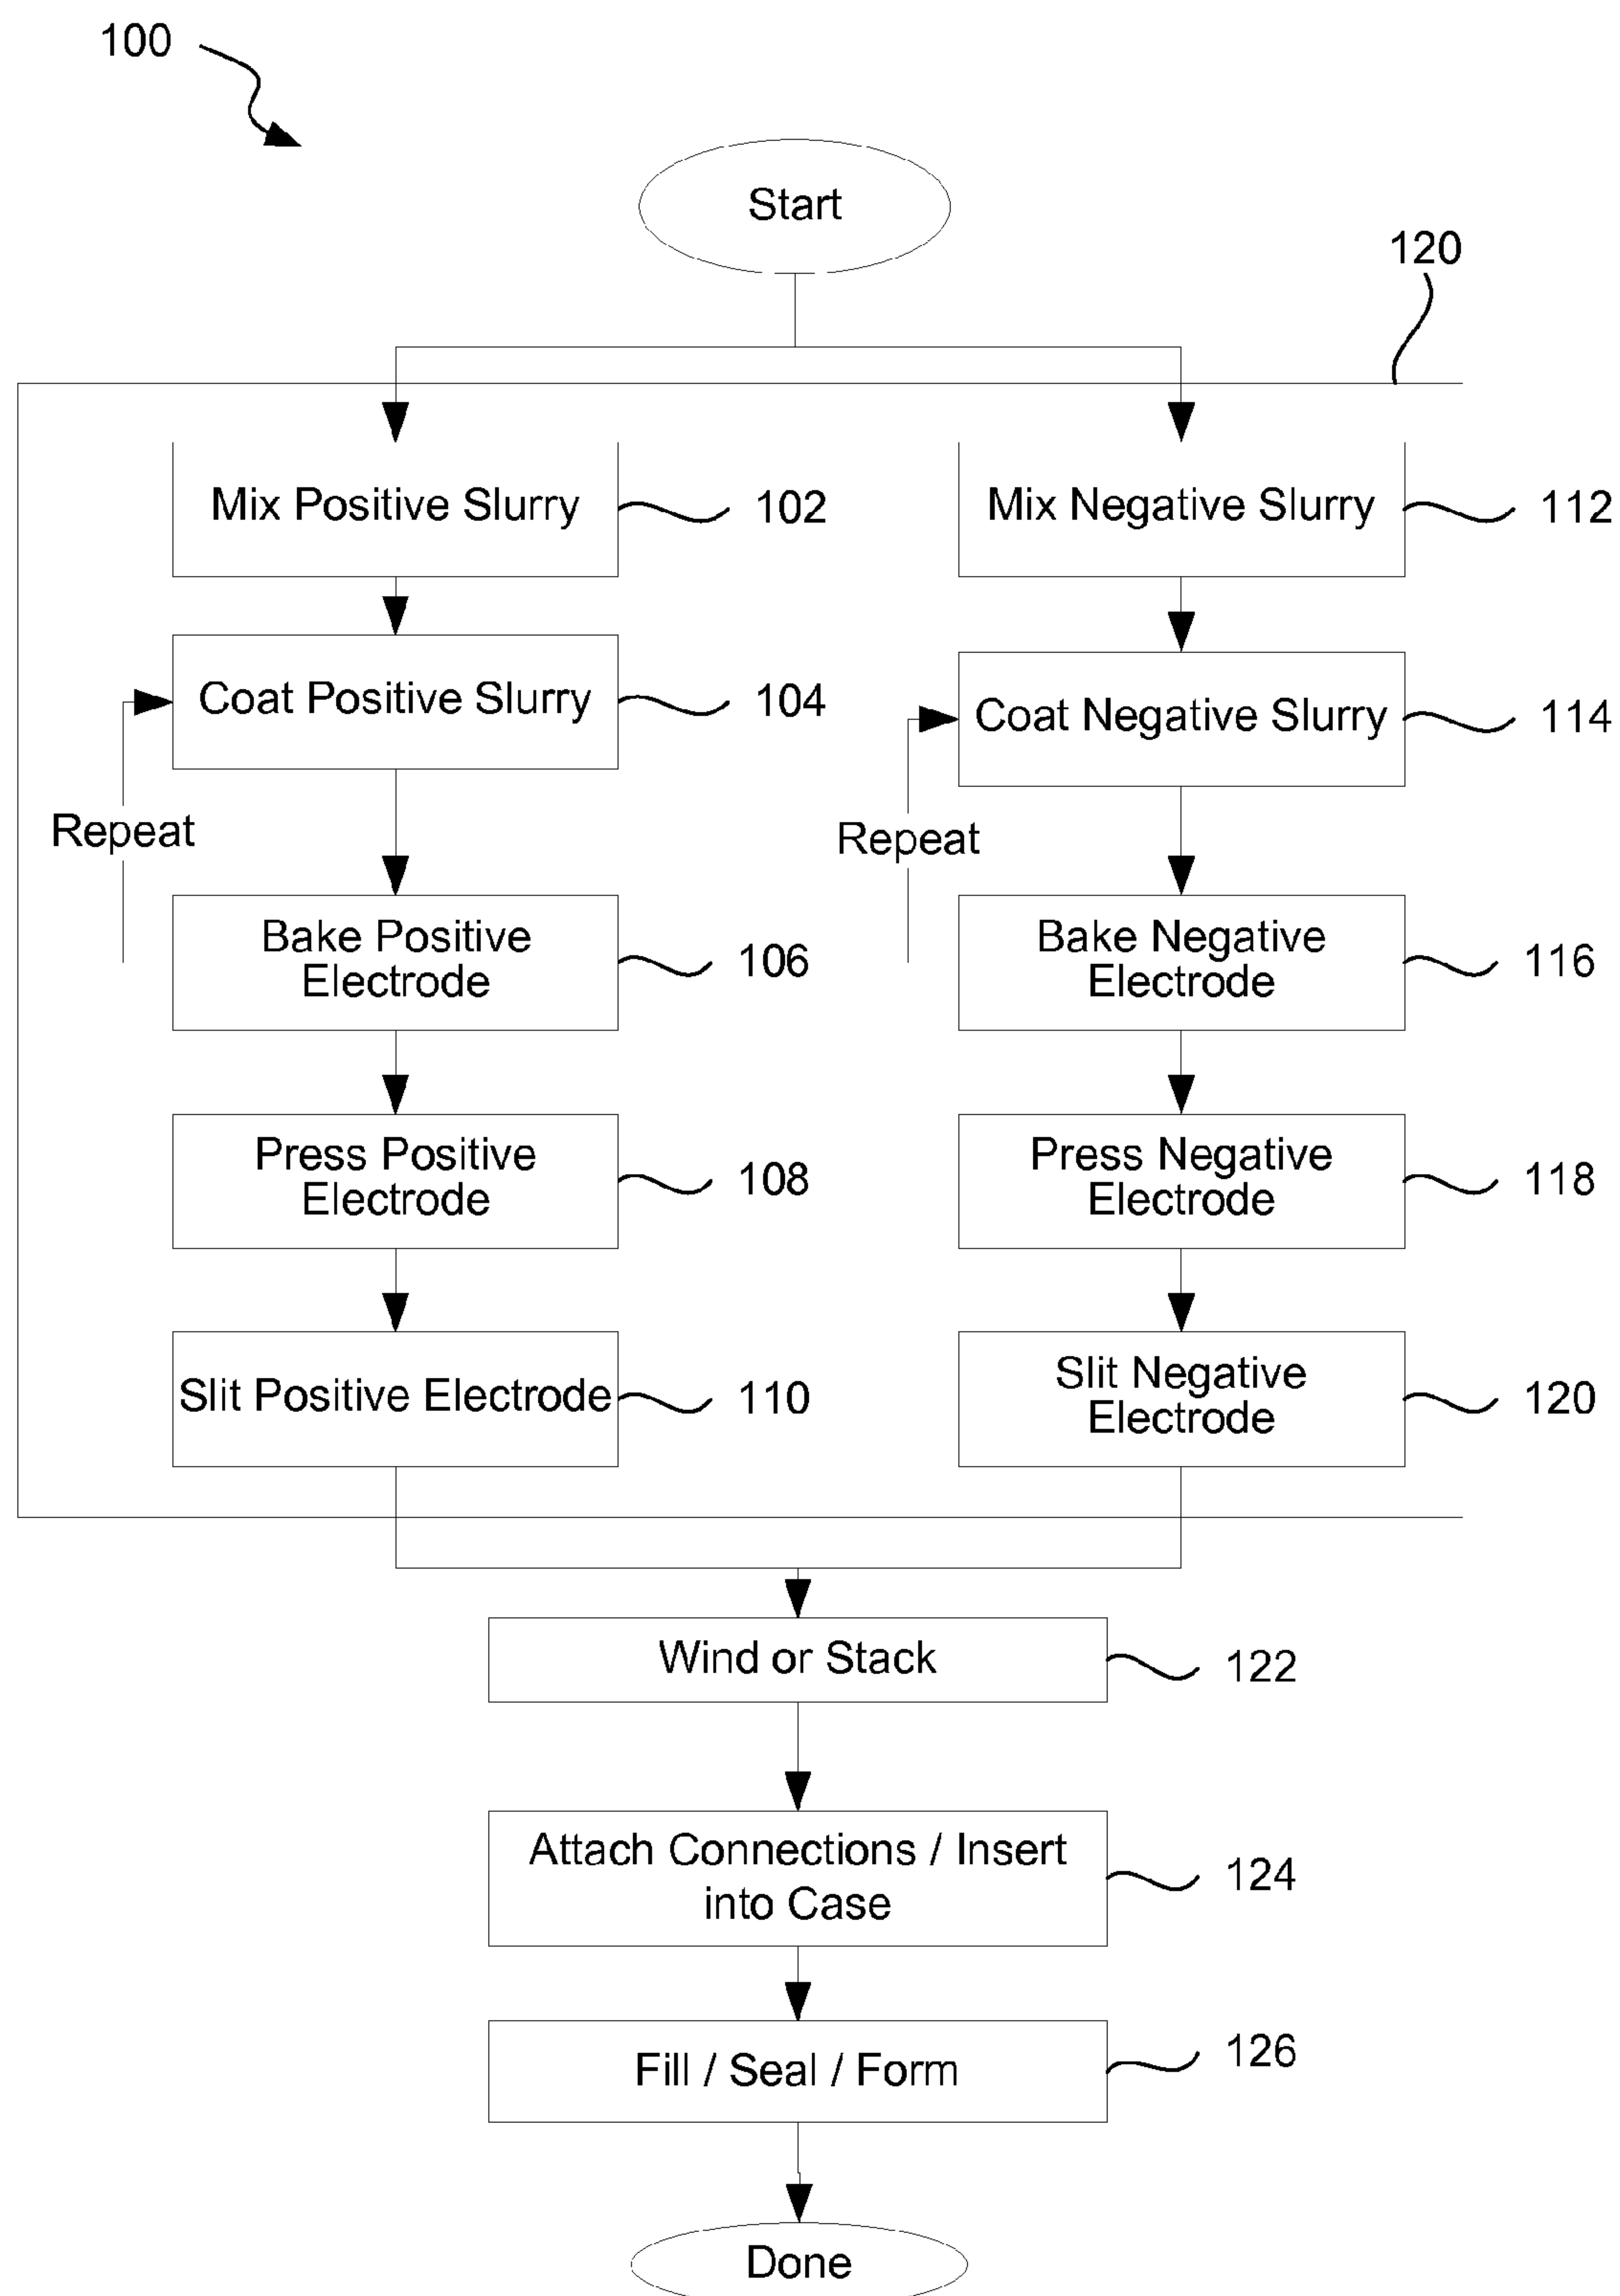 100
Start
120
Mix Positive Slurry
102
Mix Negative Slurry
112
Coat Positive Slurry
104
Coat Negative Slurry
114
Repeat
Repeat
Bake Positive
Electrode
106
Bake Negative
Electrode
116
Press Positive
Electrode
108
Press Negative
Electrode
118
Slit Positive Electrode
110
Slit Negative
Electrode
120
Wind or Stack
122
Attach Connections / Insert
into Case
124
Fill / Seal / Form
126
Done